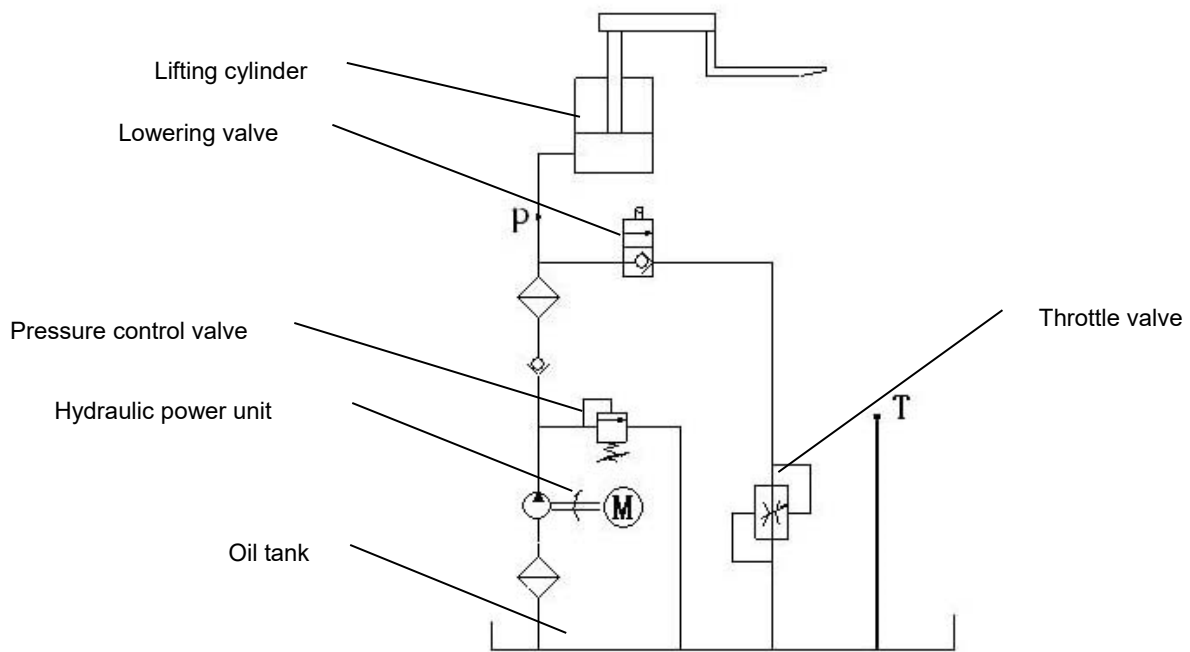 Lifting cylinder
Lowering valve
P
Pressure control valve
Throttle valve
Hydraulic power unit
T
M
Oil tank